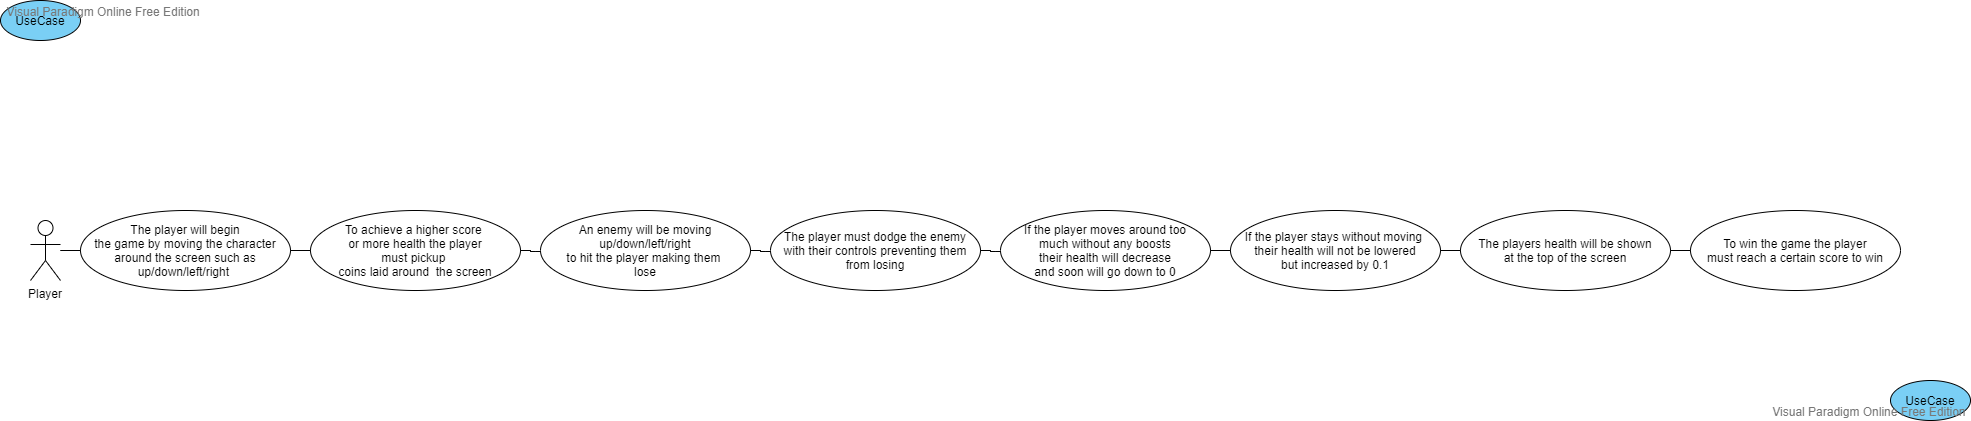 Visual Paradigm Online Free Edition
UseCase
The player will begin
the game by moving the character
around the screen such as
up/down/left/right
To achieve a higher score
or more health the player
must pickup
coins laid around the screen
An enemy will be moving
up/down/left/right
to hit the player making them
lose
The player must dodge the enemy
with their controls preventing them
from losing
If the player moves around too
much without any boosts
their health will decrease
and soon will go down to 0
If the player stays without moving
their health will not be lowered
but increased by 0.1
The players health will be shown
at the top of the screen
To win the game the player
must reach a certain score to win
Player
UseCase
Visual Paradigm Online Free Edition